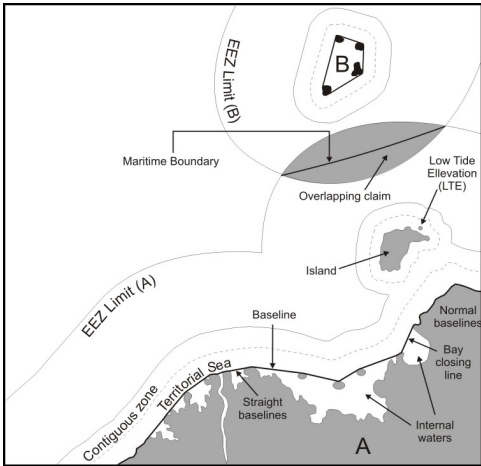 B
EEZ Limit (B)
Maritime Boundary
Low Tide
Ellevation
(LTE)
Overlapping claim
Island
EEZ Limit (A)
Baseline
Normal
baselines
Bay
closing
line
Territorial Sea
Contiguous zone
Straight
baselines
Internal
waters
A